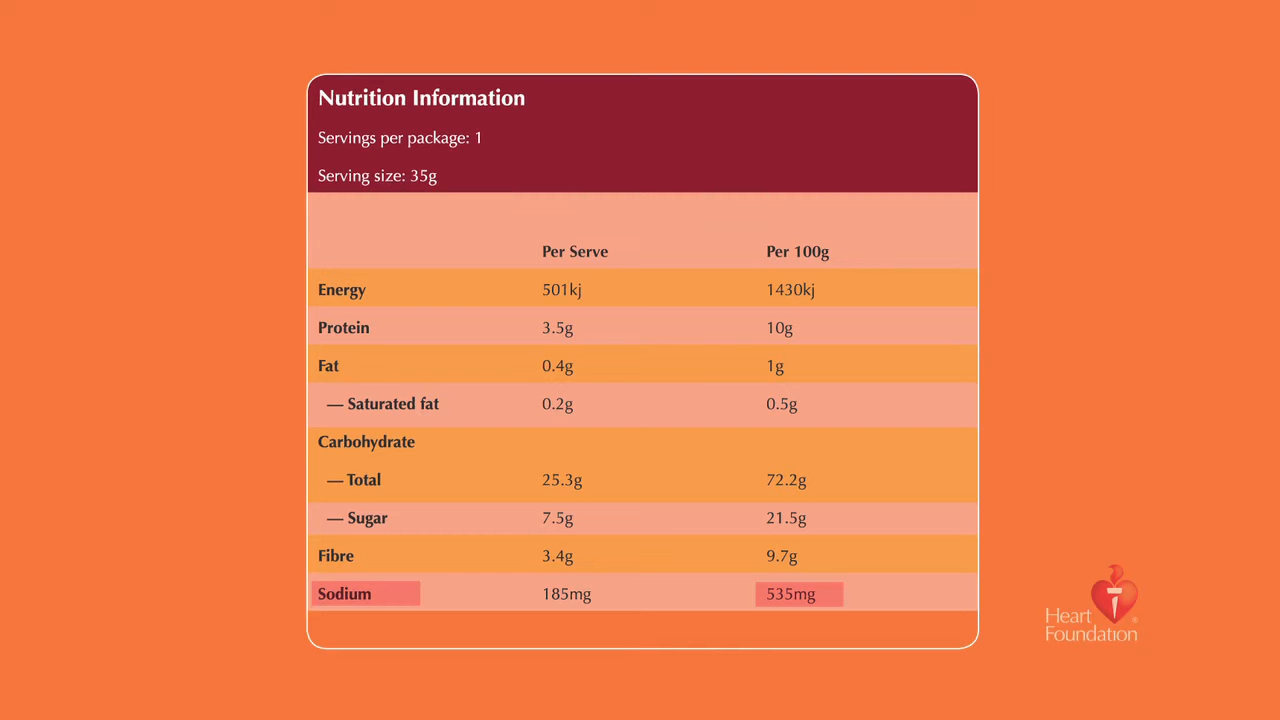 Nutrition Information
Servings per package: 1
Serving size: 35g
Per Serve Per 100g
Energy 501kj 1430kj
Protein 3.5g 10g
Fat 0.4g 1g
— Saturated fat 0.2g 0.5g
Carbohydrate
— Total 25.3g 72.2g
— Sugar 7.5g 21.5g
Fibre 3.4g 9.7g
Sodium 185mg 535mg
Heart
Foundation